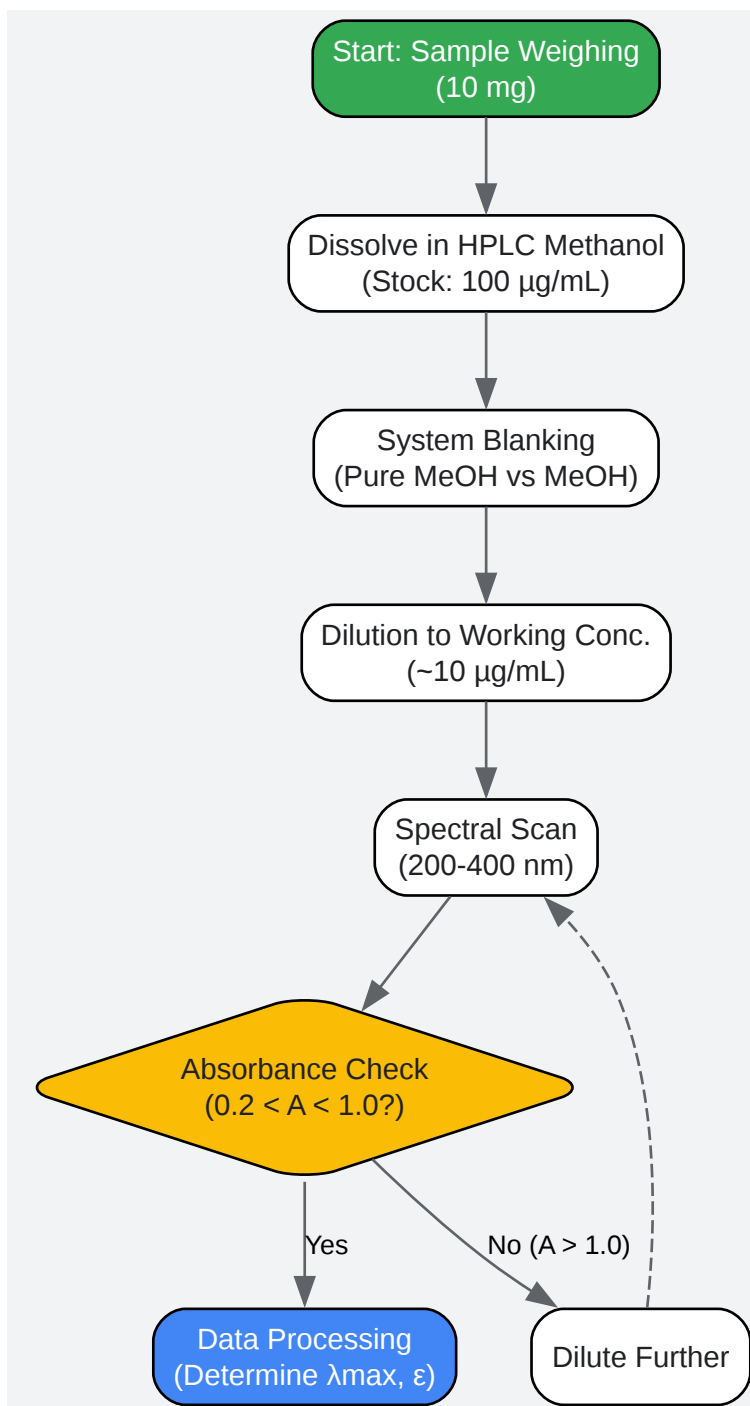 Start: Sample Weighing
(10 mg)
Dissolve in HPLC Methanol
(Stock: 100 µg/mL)
System Blanking
(Pure MeOH vs MeOH)
Dilution to Working Conc.
(~10 µg/mL)
Spectral Scan
(200-400 nm)
Absorbance Check
(0.2 < A < 1.0?)
Yes
No (A > 1.0)
Data Processing
(Determine λmax, ε)
Dilute Further